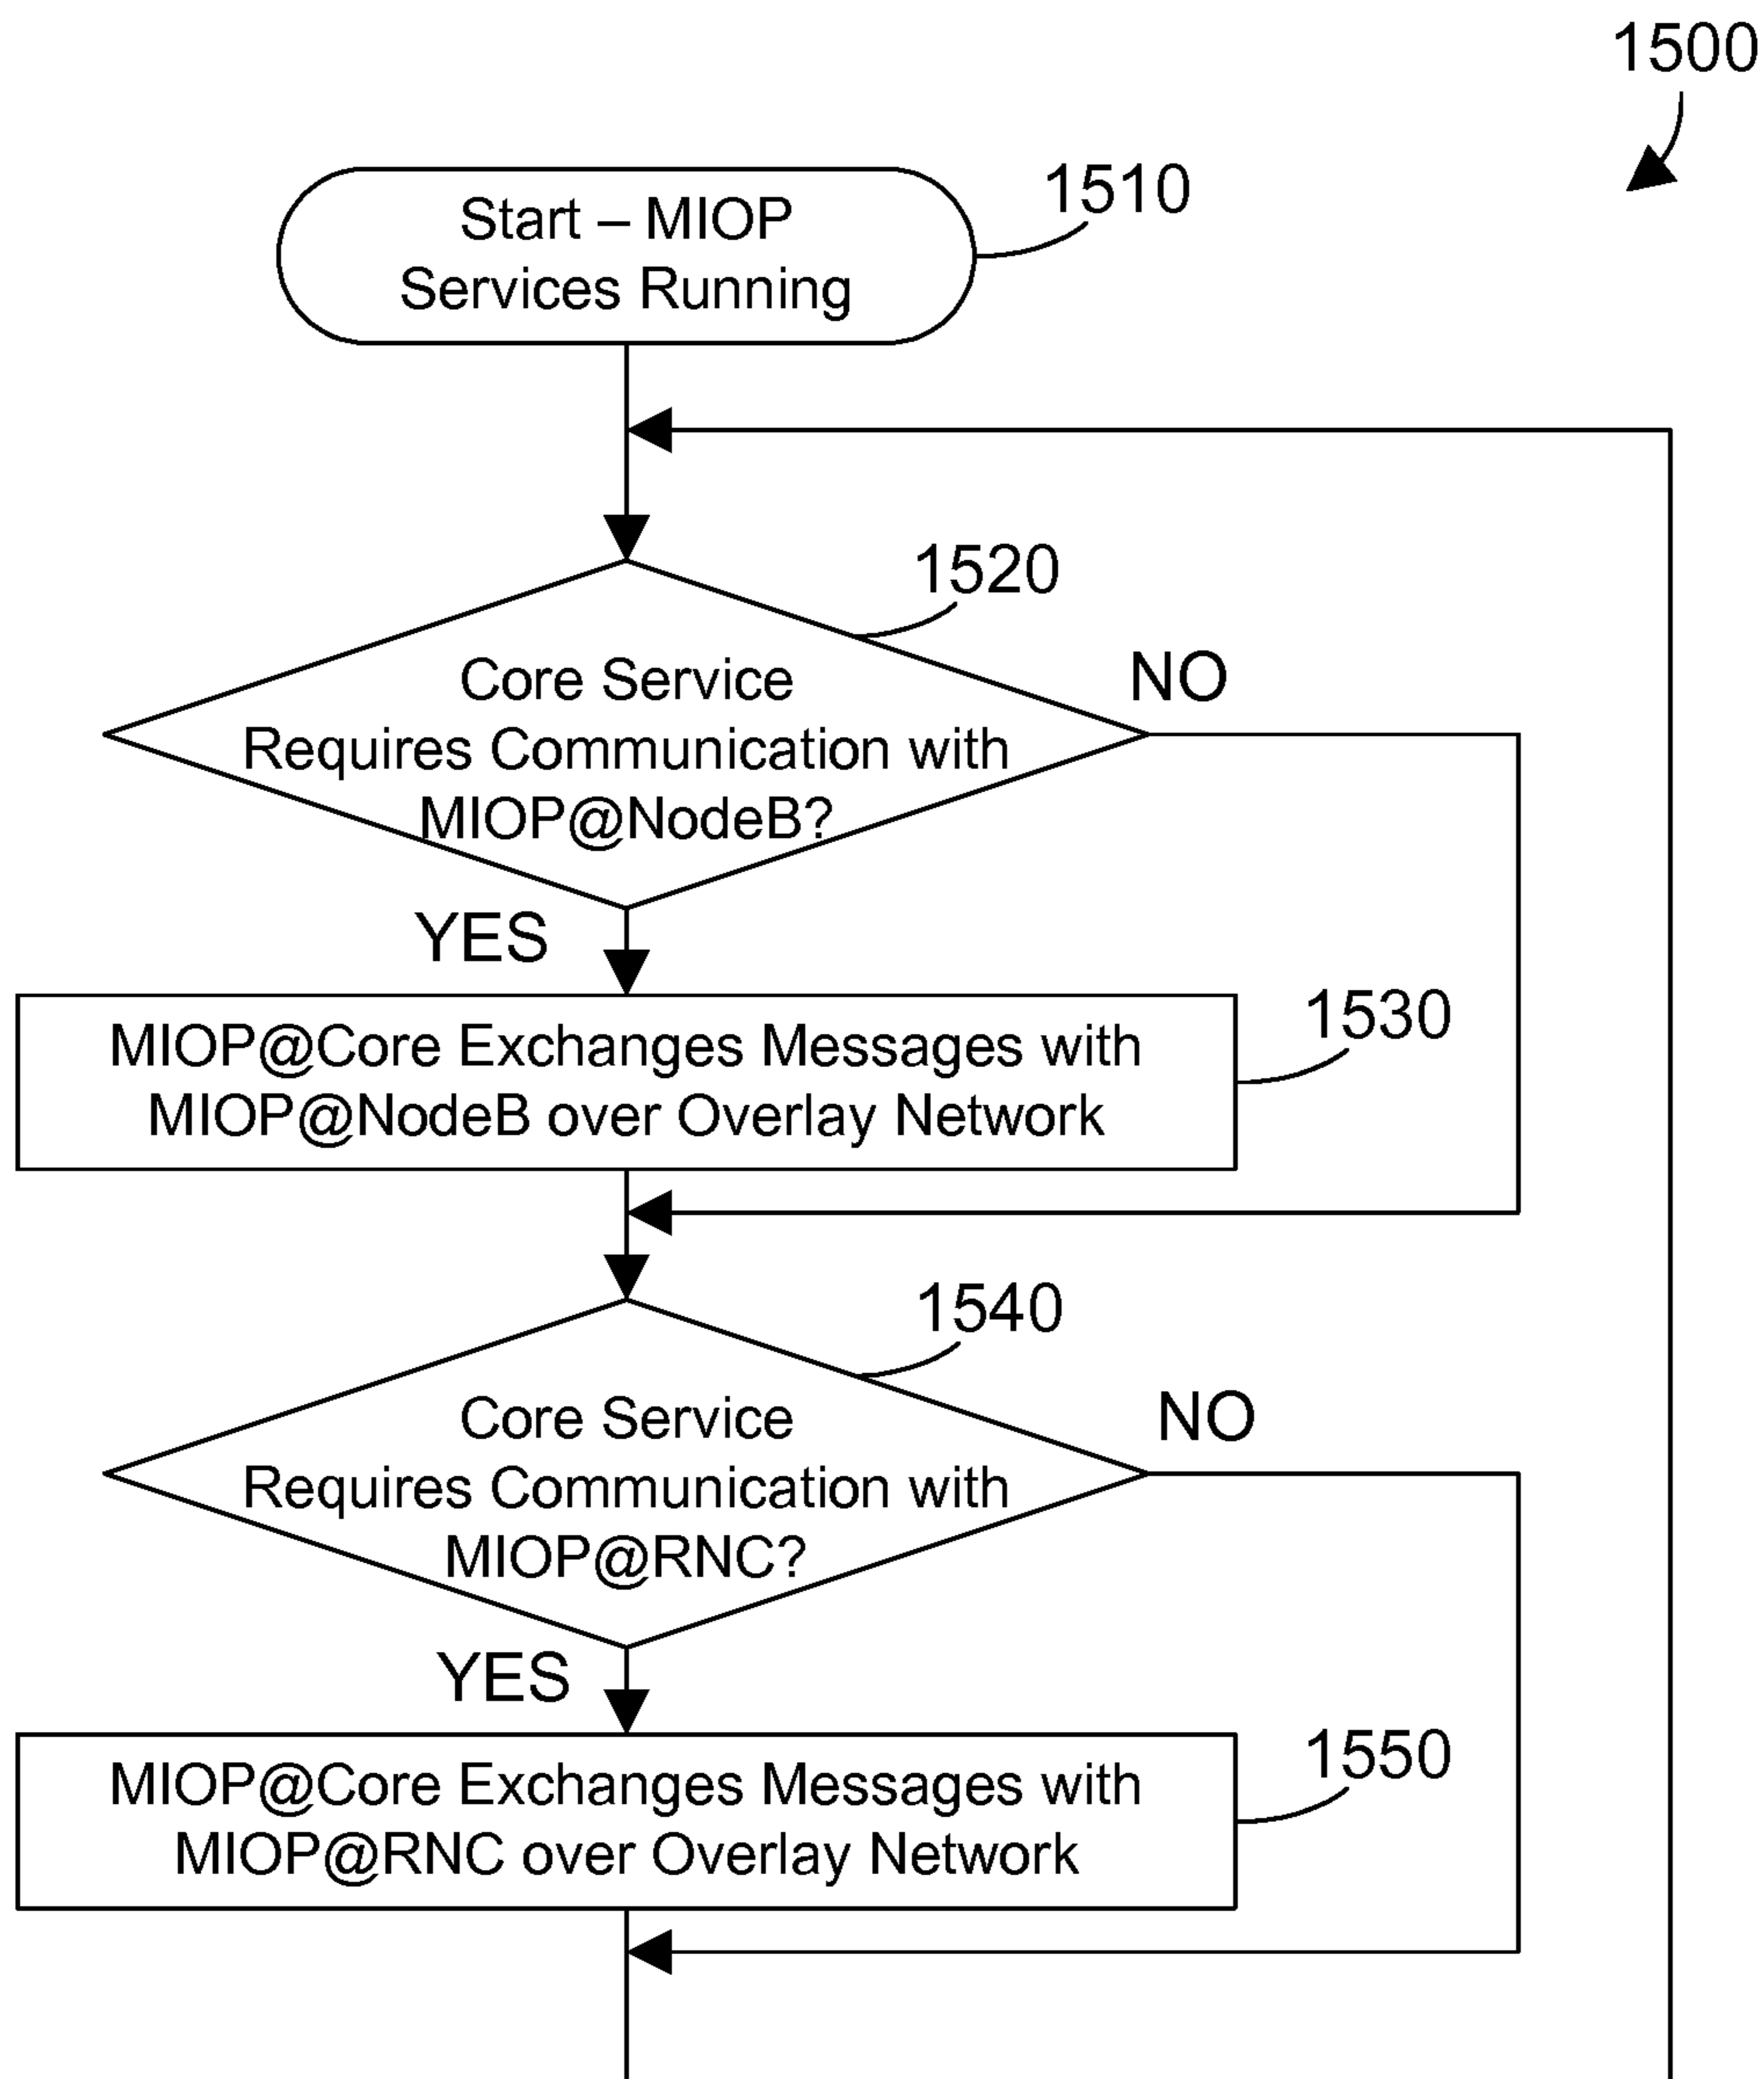 1500
Start – MIOP
Services Running
1510
Core Service
Requires Communication with
MIOP@NodeB?
1520
NO
YES
MIOP@Core Exchanges Messages with
MIOP@NodeB over Overlay Network
1530
Core Service
Requires Communication with
MIOP@RNC?
1540
NO
YES
MIOP@Core Exchanges Messages with
MIOP@RNC over Overlay Network
1550